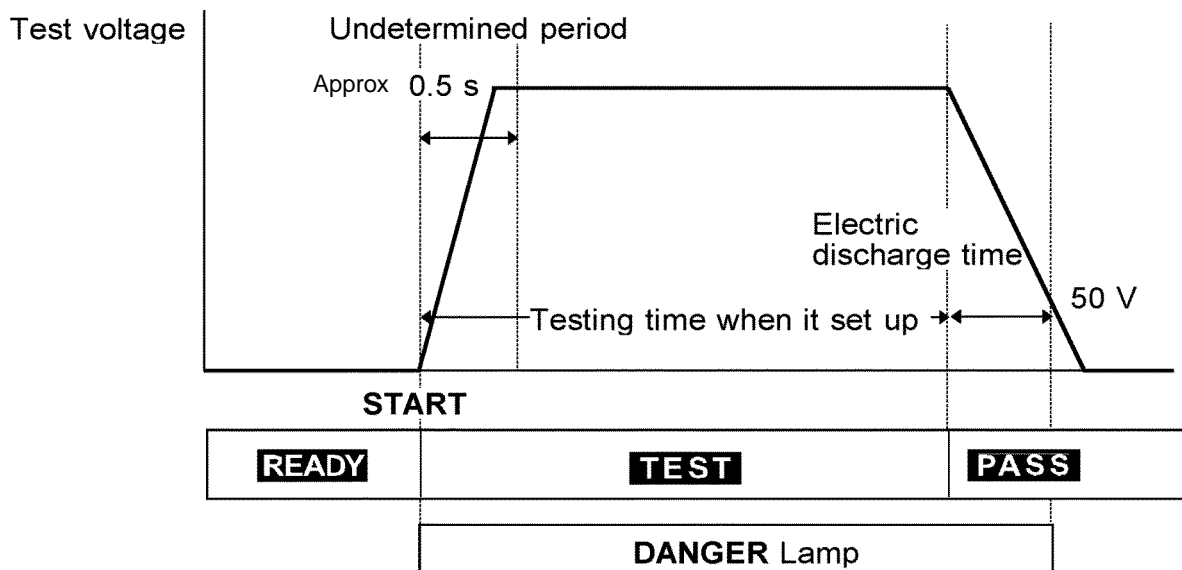 Test voltage
Undetermined period
Approx 0.5 s
Electric
discharge time
50 V
Testing time when it set up
START
READY
TEST
PASS
DANGER Lamp